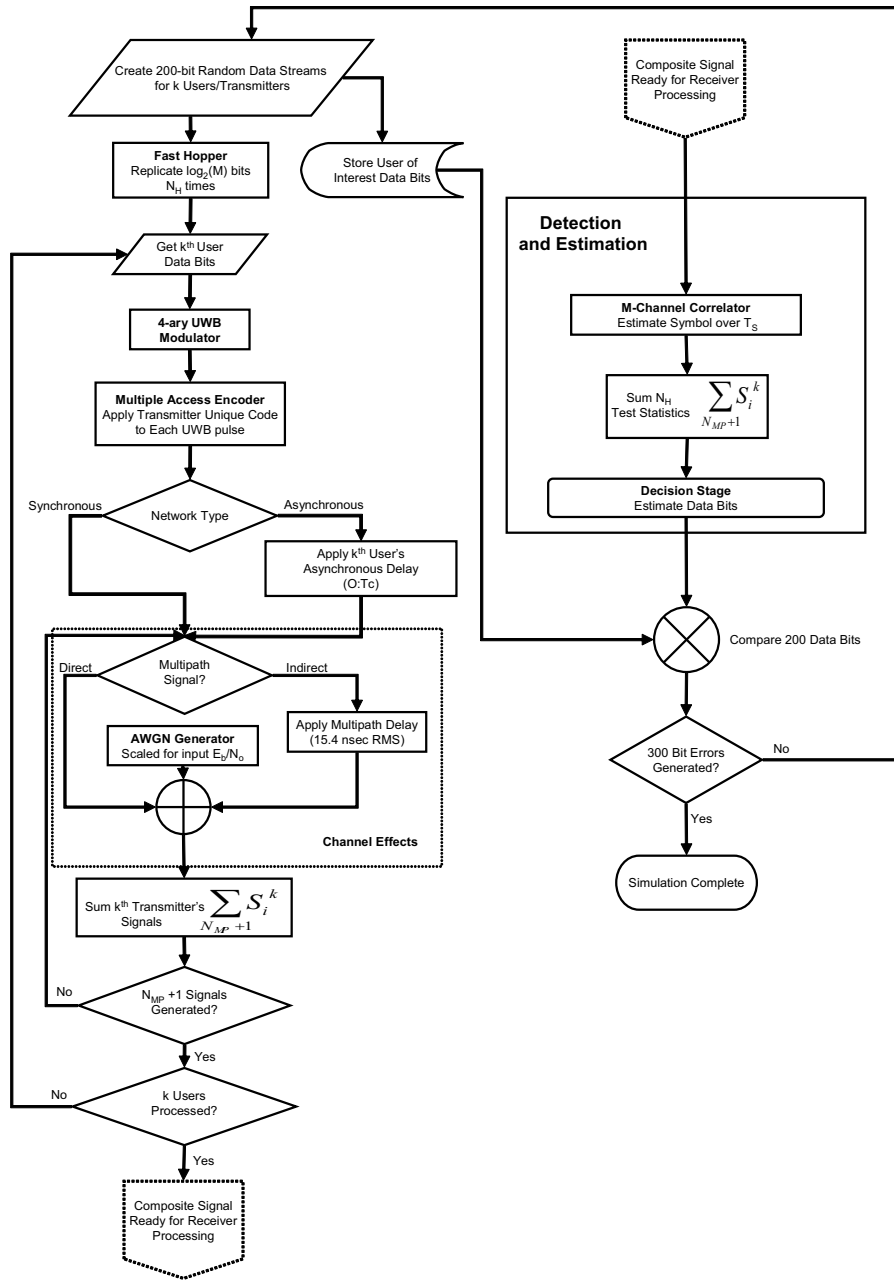 Create 200-bit Random Data Streams
for k Users/Transmitters
Fast Hopper
Replicate log2(M) bits
NH times
Store User of
Interest Data Bits
Get kth User
Data Bits
4-ary UWB
Modulator
Multiple Access Encoder
Apply Transmitter Unique Code
to Each UWB pulse
Synchronous
Network Type
Asynchronous
Apply kth User's
Asynchronous Delay
(O:Tc)
Direct
Multipath
Signal?
Indirect
AWGN Generator
Scaled for input Eb/No
Apply Multipath Delay
(15.4 nsec RMS)
Channel Effects
Sum kth Transmitter's
Signals
∑ Si^k
NMP +1
No
NMP +1 Signals
Generated?
Yes
No
k Users
Processed?
Yes
Composite Signal
Ready for Receiver
Processing
Composite Signal
Ready for Receiver
Processing
Detection
and Estimation
M-Channel Correlator
Estimate Symbol over TS
Sum NH
Test Statistics
∑ Si^k
NMP+1
Decision Stage
Estimate Data Bits
Compare 200 Data Bits
300 Bit Errors
Generated?
No
Yes
Simulation Complete